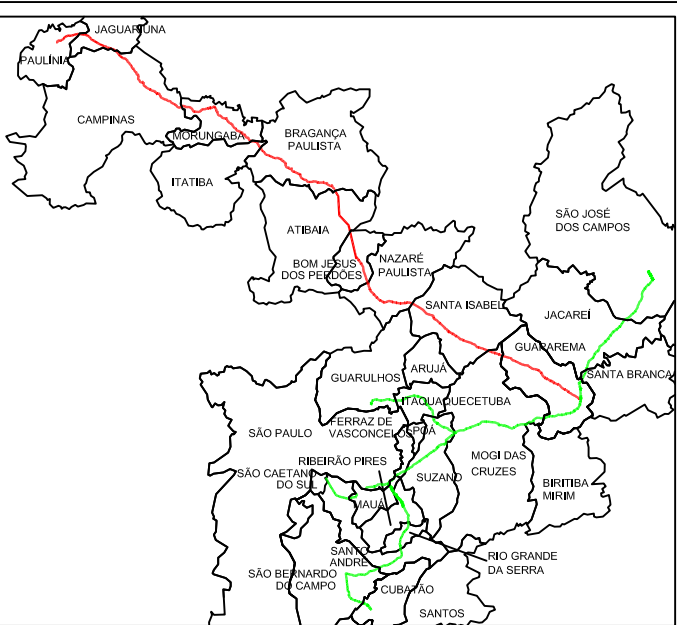 JAGUARIÚNA
PAULÍNIA
CAMPINAS
MORUNGABA
BRAGANÇA
PAULISTA
ITATIBA
ATIBAIA
BOM JESUS
DOS PERDÕES
NAZARÉ
PAULISTA
SÃO JOSÉ
DOS CAMPOS
SANTA ISABEL
JACAREÍ
GUARAREMA
SANTA BRANCA
ARUJÁ
GUARULHOS
ITAQUAQUECETUBA
FERRAZ DE
VASCONCELOS
POÁ
SÃO PAULO
RIBEIRÃO PIRES
MOGI DAS
CRUZES
SUZANO
SÃO CAETANO
DO SUL
BIRITIBA
MIRIM
MAUÁ
SANTO
ANDRÉ
RIO GRANDE
DA SERRA
SÃO BERNARDO
DO CAMPO
CUBATÃO
SANTOS